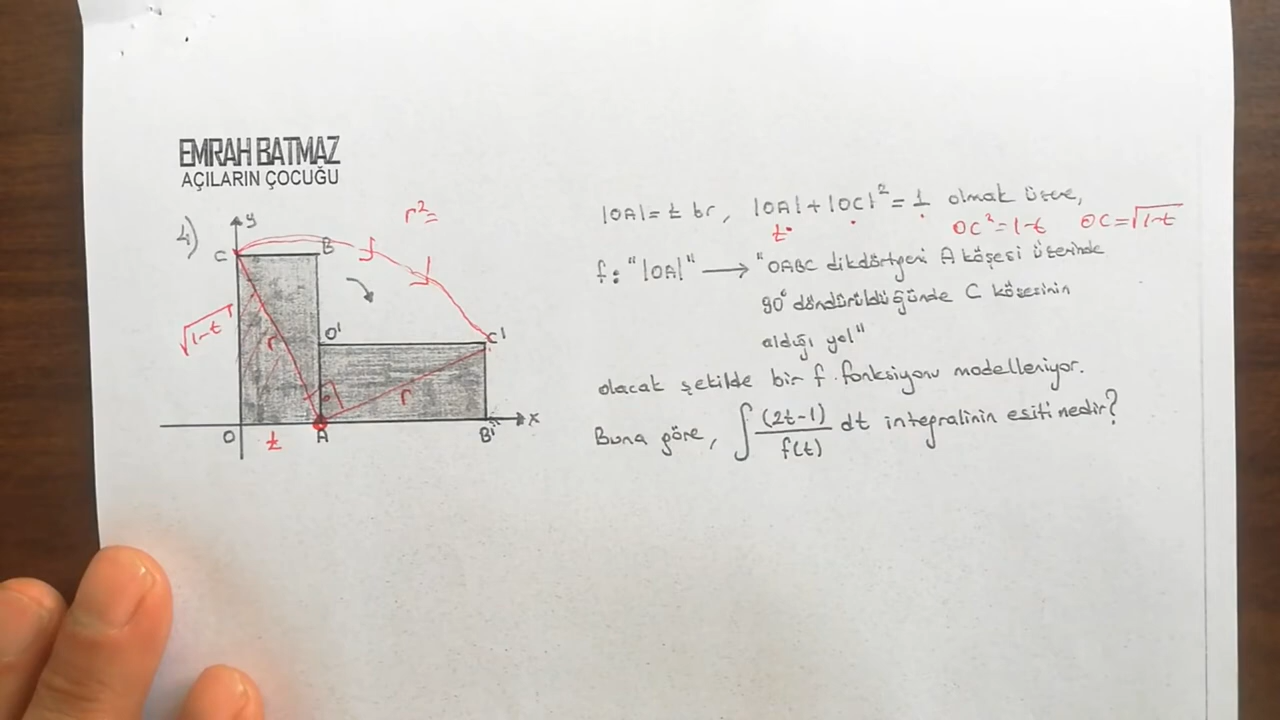 EMRAH BATMAZ
AÇILARIN ÇOCUĞU
4)
y
r²=
C
B
√1-t
r
O'
C'
r
O
t
A
B'
x
|OA|= t br, |OA|+|OC|²=1 olmak üzere,
t
OC²=1-t OC=√1-t
f: "|OA|" → "OABC dikdörtgeni A köşesi üzerinde
90° döndürüldüğünde C köşesinin
aldığı yol"
olacak şekilde bir f fonksiyonu modelleniyor.
Buna göre, ∫ (2t-1)/f(t) dt integralinin esiti nedir?